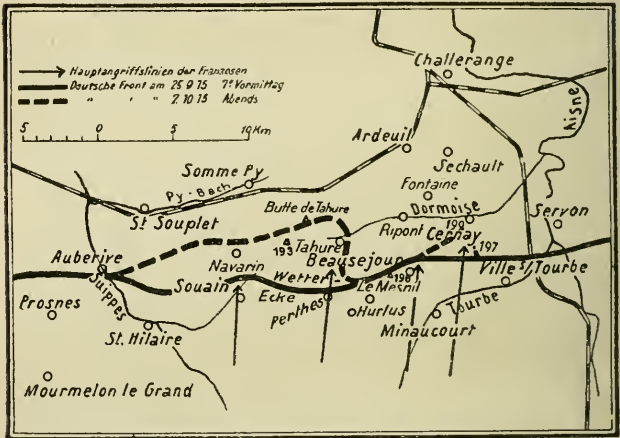 Hauptangriffslinien der Franzosen
Deutsche Front am 25.9.15 7º Vormittag
" " " 2.10.15 Abends
5 0 5 10 Km
Challerange
Aisne
Ardeuil
Sechault
Somme Py
Py-Bach
Fontaine
St. Souplet
Butte de Tahure
Dormoise
199
Servon
Ripont
Cernay
193
Tahure
197
Auberive
Navarin
Beausejour
Ville s/Tourbe
Suippes
Souain
Wetter
Ecke
Le Mesnil
198
Prosnes
Perthes
Hurlus
Tourbe
Minaucourt
St. Hilaire
Mourmelon le Grand